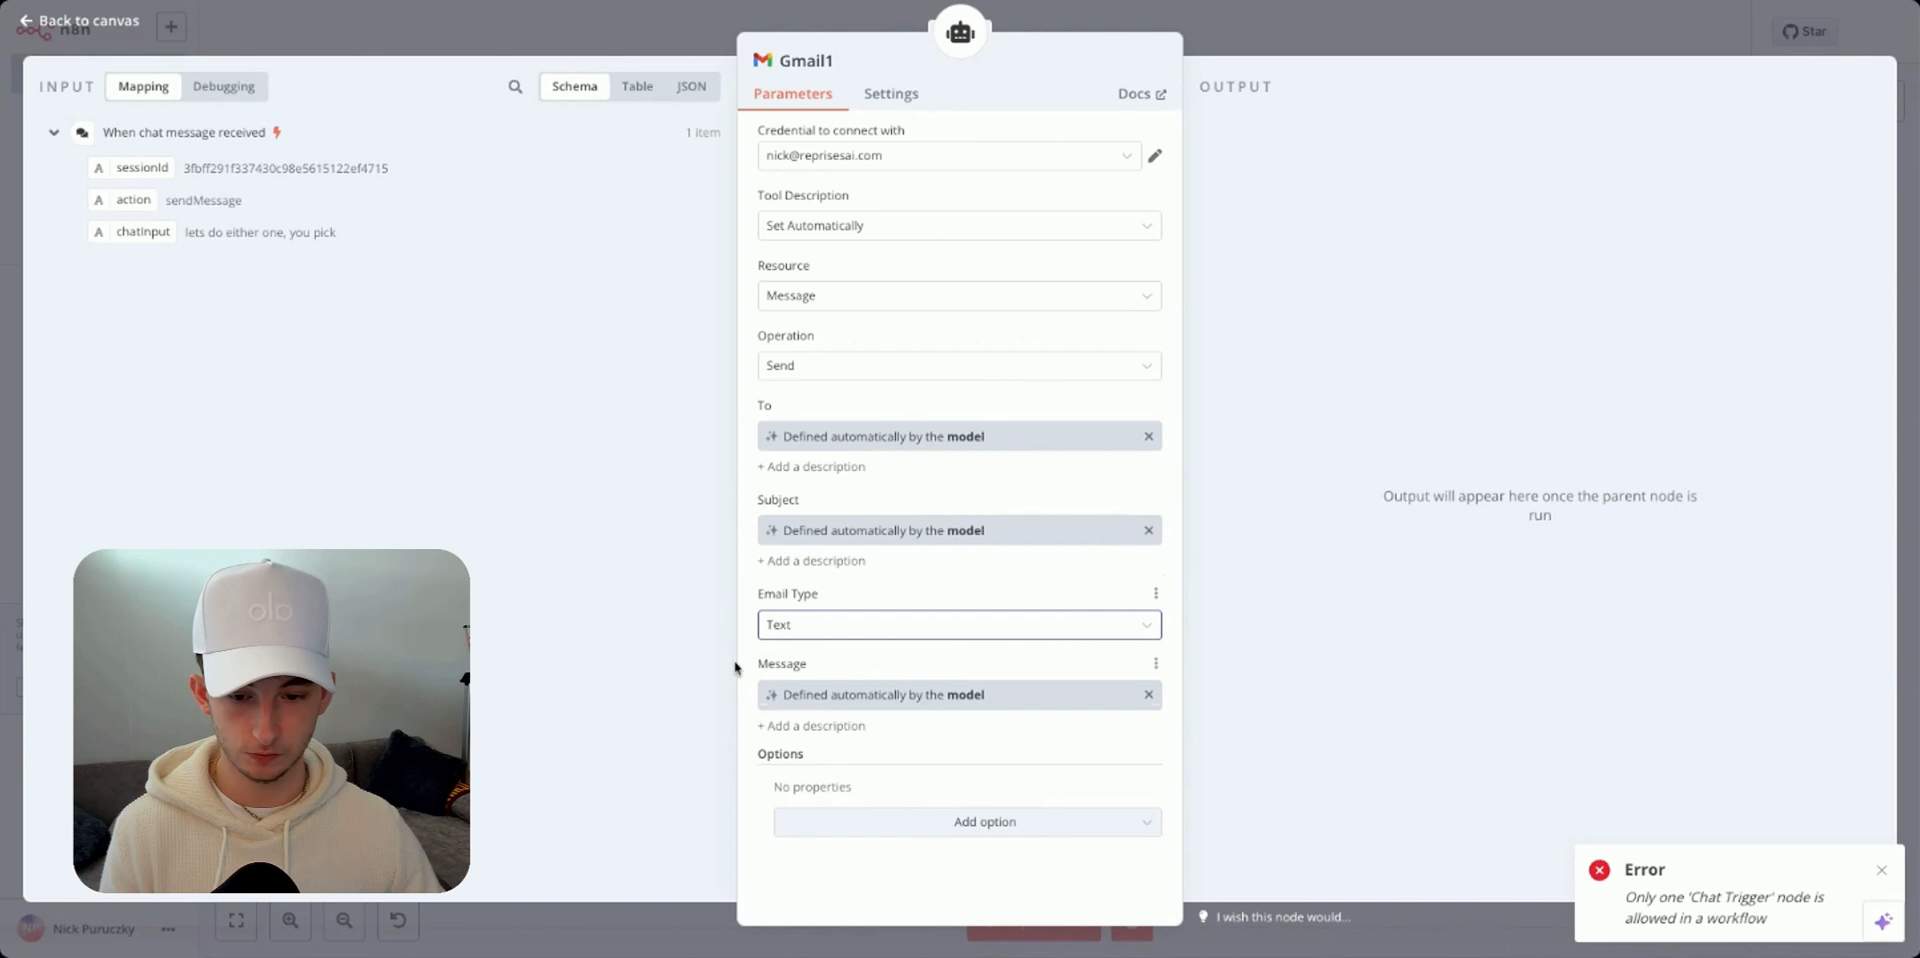 ← Back to canvas
n8n
+
Star
INPUT
Mapping
Debugging
Schema
Table
JSON
When chat message received
1 item
A sessionId 3fbff291f337430c98e5615122ef4715
A action sendMessage
A chatInput lets do either one, you pick
Gmail1
Parameters
Settings
Docs
Credential to connect with
nick@reprisesai.com
Tool Description
Set Automatically
Resource
Message
Operation
Send
To
Defined automatically by the model
+ Add a description
Subject
Defined automatically by the model
+ Add a description
Email Type
Text
Message
Defined automatically by the model
+ Add a description
Options
No properties
Add option
OUTPUT
Output will appear here once the parent node is
run
Error
Only one 'Chat Trigger' node is
allowed in a workflow
I wish this node would...
Nick Puruczky